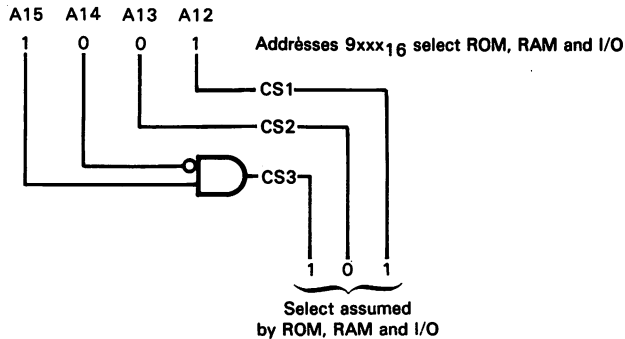 A15 A14 A13 A12
1 0 0 1 Addresses 9xxx16 select ROM, RAM and I/O
CS1
CS2
CS3
1 0 1
Select assumed
by ROM, RAM and I/O